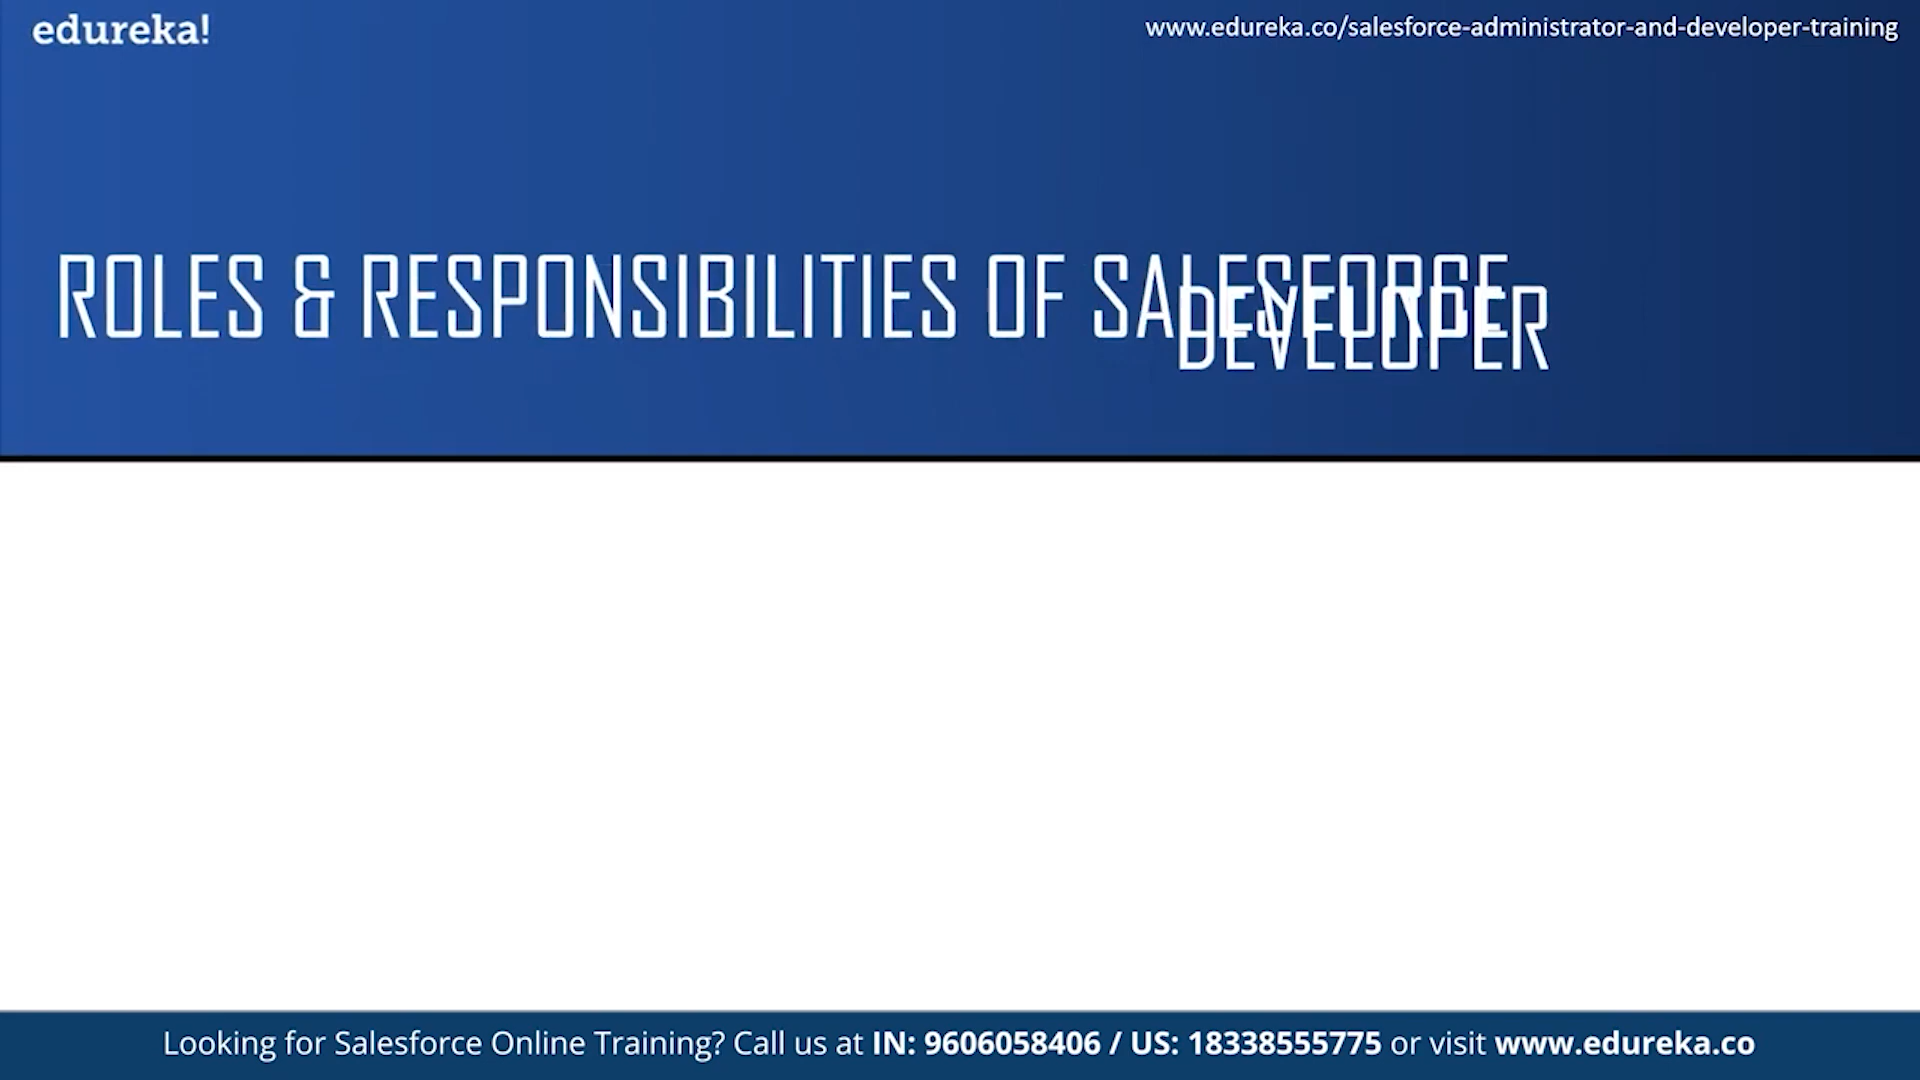 edureka!
www.edureka.co/salesforce-administrator-and-developer-training
ROLES & RESPONSIBILITIES OF SALESFORCE
DEVELOPER
Looking for Salesforce Online Training? Call us at IN: 9606058406 / US: 18338555775 or visit www.edureka.co